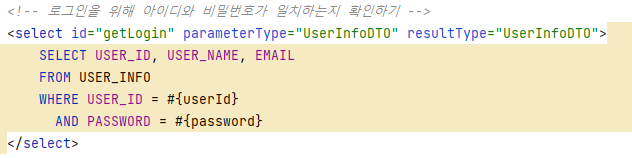 <!-- 로그인을 위해 아이디와 비밀번호가 일치하는지 확인하기 -->
<select id="getLogin" parameterType="UserInfoDTO" resultType="UserInfoDTO">
    SELECT USER_ID, USER_NAME, EMAIL
    FROM USER_INFO
    WHERE USER_ID = #{userId}
      AND PASSWORD = #{password}
</select>